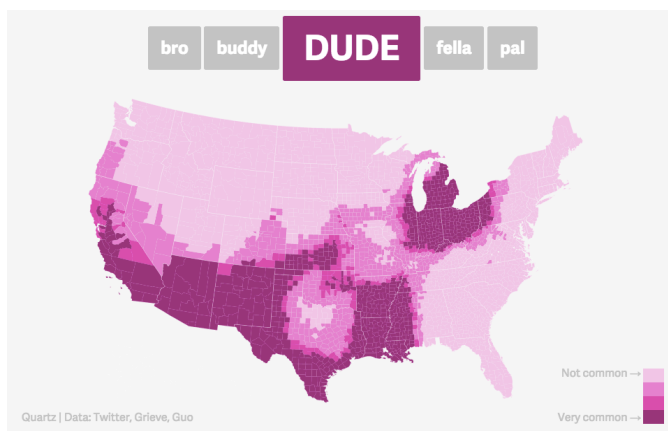 bro buddy DUDE fella pal
Not common →
Very common →
Quartz | Data: Twitter, Grieve, Guo